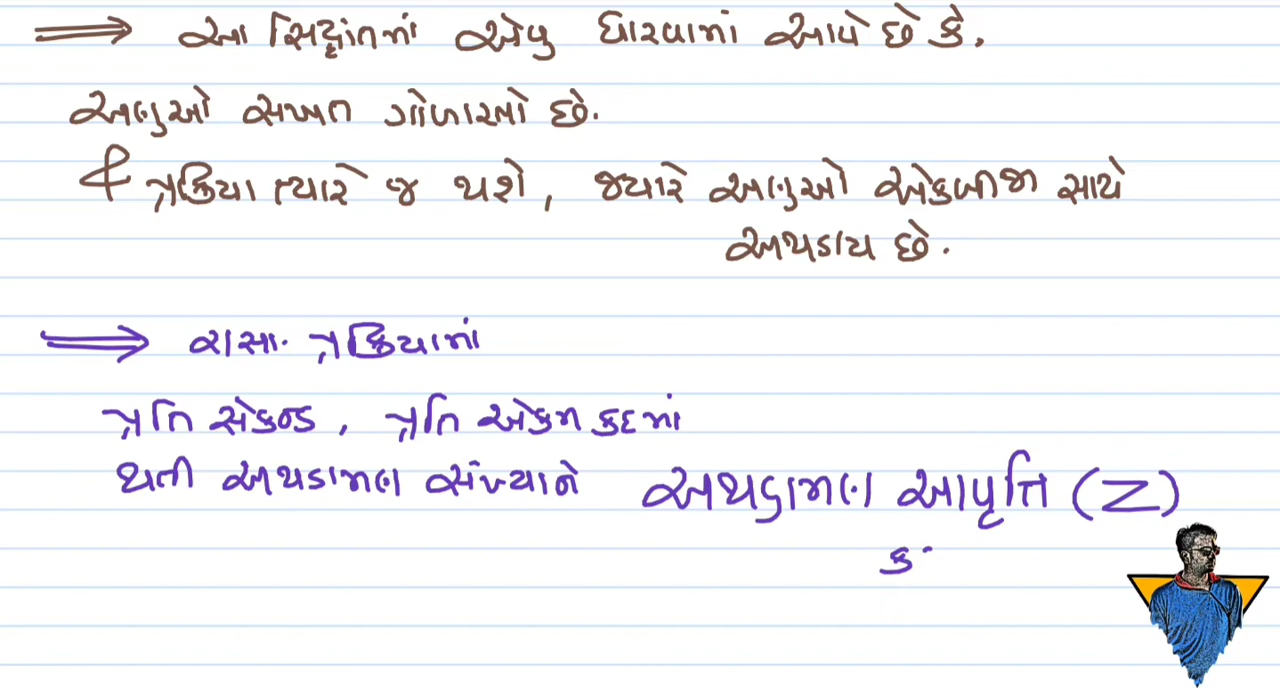 ⟹ આ સિદ્ધાંતમાં એવુ ધારવામાં આવે છે કે,
અણુઓ સખત ગોળાઓ છે.
& પ્રક્રિયા ત્યારે જ થશે, જ્યારે અણુઓ એકબીજા સાથે
અથડાય છે.
⟹ રાસા. પ્રક્રિયામાં
પ્રતિ સેકન્ડ, પ્રતિ એકમ કદમાં
થતી અથડામણ સંખ્યાને અથડામણ આવૃત્તિ (Z)